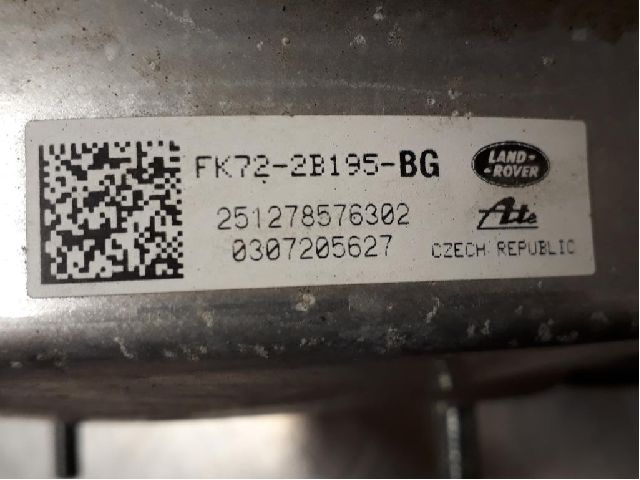 FK72-2B195-BG
LAND-
-ROVER
251278576302
Ate
0307205627
CZECH REPUBLIC